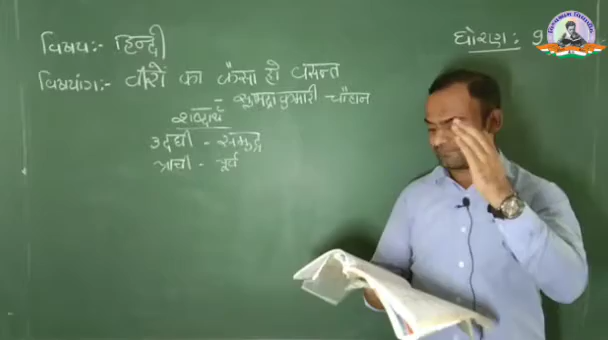 विषय:- हिन्दी
धोरण: 9
विषयांग:- वीरों का कैसा हो वसन्त
- सुभद्रा कुमारी चौहान
शब्दार्थ
उदधी - समुद्र
प्राची - पूर्व